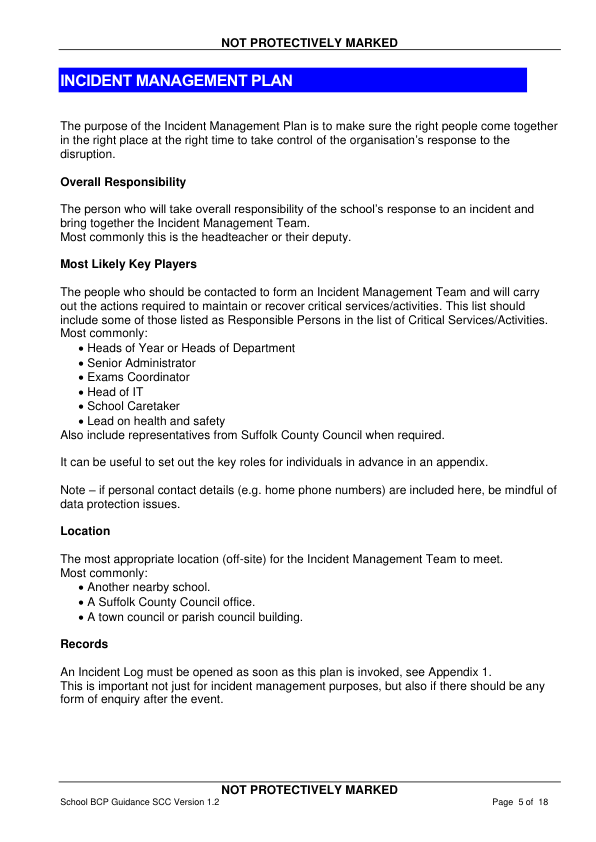 NOT PROTECTIVELY MARKED
INCIDENT MANAGEMENT PLAN
The purpose of the Incident Management Plan is to make sure the right people come together
in the right place at the right time to take control of the organisation's response to the
disruption.
Overall Responsibility
The person who will take overall responsibility of the school's response to an incident and
bring together the Incident Management Team.
Most commonly this is the headteacher or their deputy.
Most Likely Key Players
The people who should be contacted to form an Incident Management Team and will carry
out the actions required to maintain or recover critical services/activities. This list should
include some of those listed as Responsible Persons in the list of Critical Services/Activities.
Most commonly:
• Heads of Year or Heads of Department
• Senior Administrator
• Exams Coordinator
• Head of IT
• School Caretaker
• Lead on health and safety
Also include representatives from Suffolk County Council when required.
It can be useful to set out the key roles for individuals in advance in an appendix.
Note – if personal contact details (e.g. home phone numbers) are included here, be mindful of
data protection issues.
Location
The most appropriate location (off-site) for the Incident Management Team to meet.
Most commonly:
• Another nearby school.
• A Suffolk County Council office.
• A town council or parish council building.
Records
An Incident Log must be opened as soon as this plan is invoked, see Appendix 1.
This is important not just for incident management purposes, but also if there should be any
form of enquiry after the event.
NOT PROTECTIVELY MARKED
School BCP Guidance SCC Version 1.2 Page 5 of 18